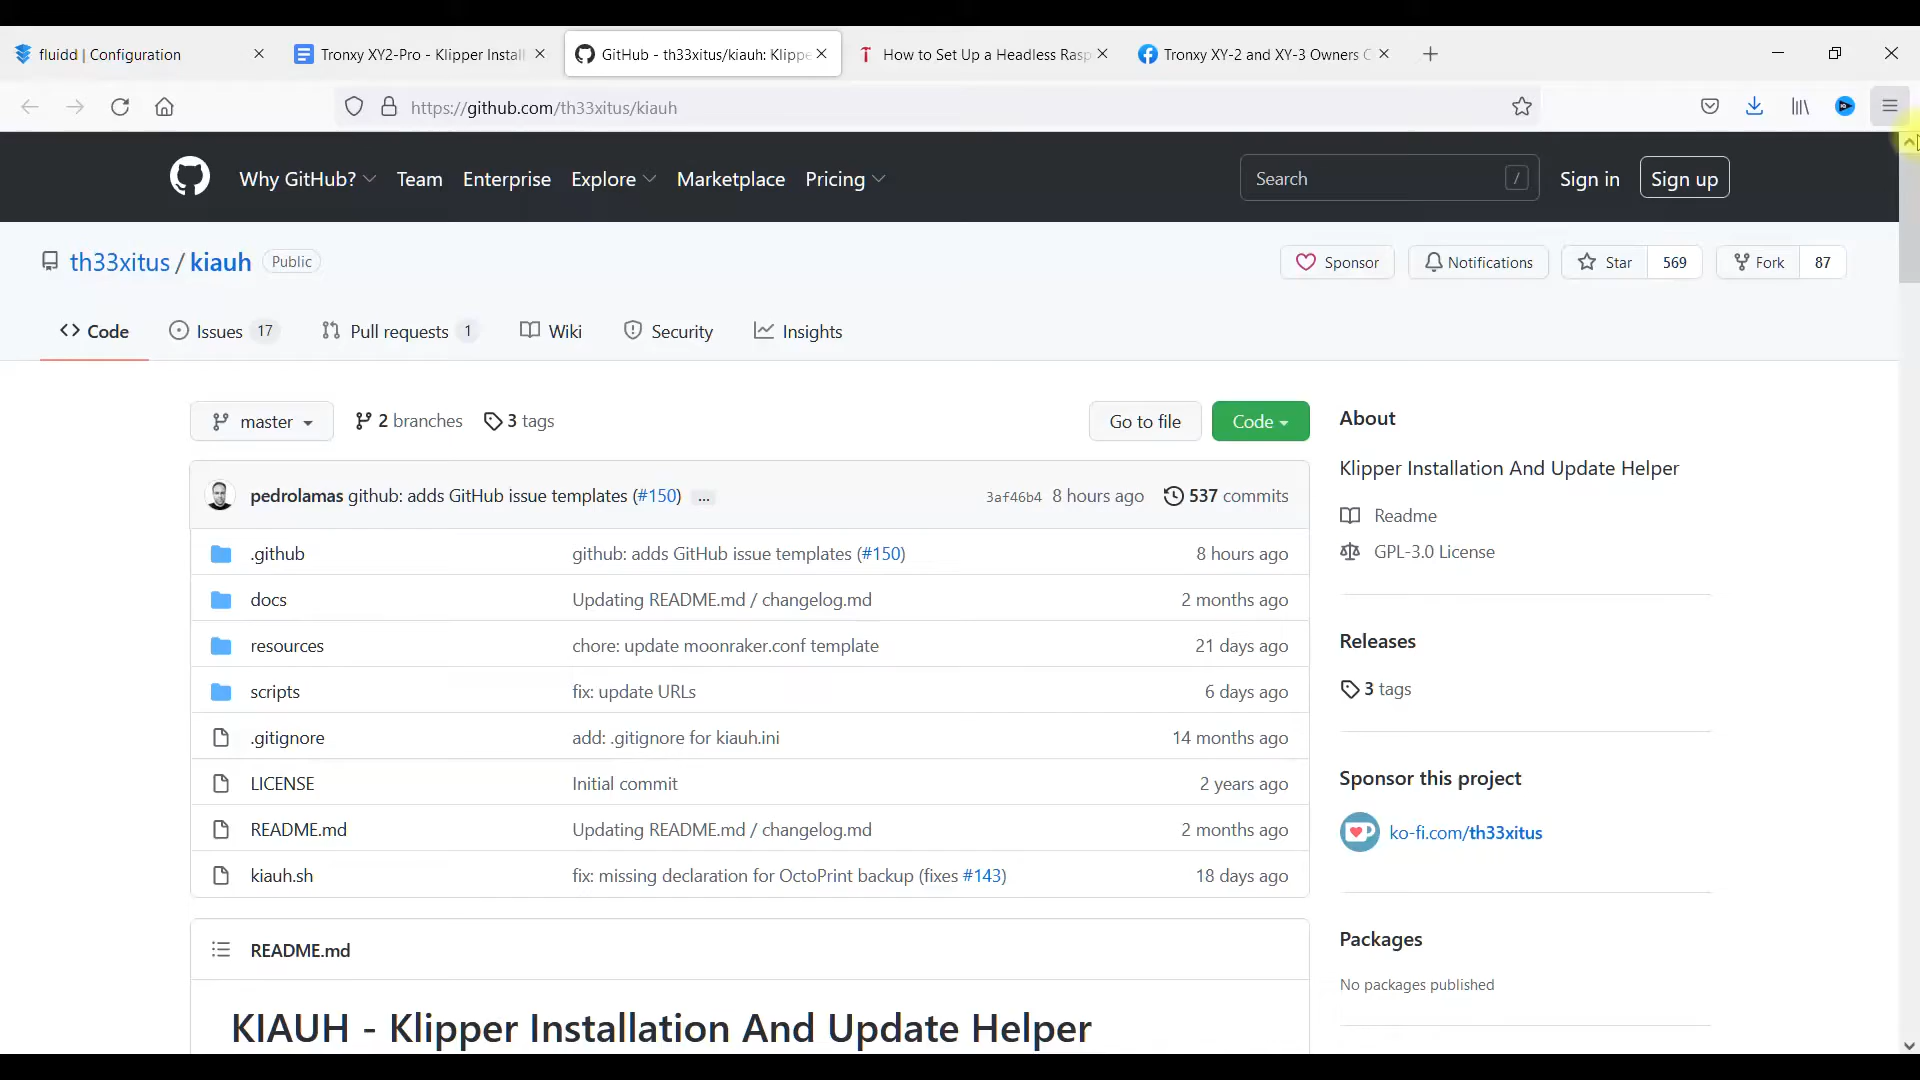 fluidd | Configuration
Tronxy XY2-Pro - Klipper Instal
GitHub - th33xitus/kiauh: Klippe
How to Set Up a Headless Rasp
Tronxy XY-2 and XY-3 Owners
https://github.com/th33xitus/kiauh
Why GitHub? Team Enterprise Explore Marketplace Pricing
Search /
Sign in
Sign up
th33xitus / kiauh Public
Sponsor
Notifications
Star 569
Fork 87
Code
Issues 17
Pull requests 1
Wiki
Security
Insights
master
2 branches
3 tags
Go to file
Code
pedrolamas github: adds GitHub issue templates (#150) ... 3af46b4 8 hours ago 537 commits
.github github: adds GitHub issue templates (#150) 8 hours ago
docs Updating README.md / changelog.md 2 months ago
resources chore: update moonraker.conf template 21 days ago
scripts fix: update URLs 6 days ago
.gitignore add: .gitignore for kiauh.ini 14 months ago
LICENSE Initial commit 2 years ago
README.md Updating README.md / changelog.md 2 months ago
kiauh.sh fix: missing declaration for OctoPrint backup (fixes #143) 18 days ago
README.md
KIAUH - Klipper Installation And Update Helper
About
Klipper Installation And Update Helper
Readme
GPL-3.0 License
Releases
3 tags
Sponsor this project
ko-fi.com/th33xitus
Packages
No packages published